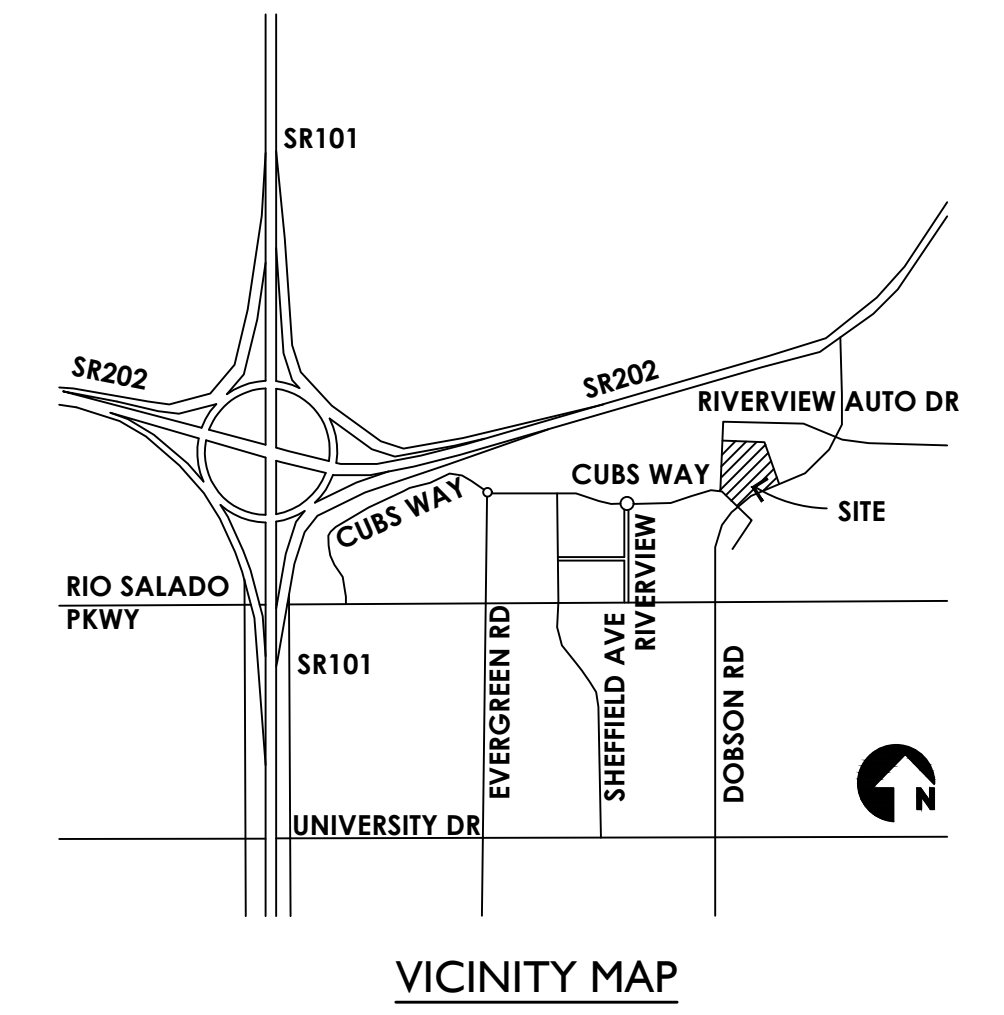 SR101
SR202
SR202
RIVERVIEW AUTO DR
CUBS WAY
CUBS WAY
SITE
RIO SALADO
PKWY
RIVERVIEW
SR101
EVERGREEN RD
SHEFFIELD AVE
DOBSON RD
N
UNIVERSITY DR
VICINITY MAP